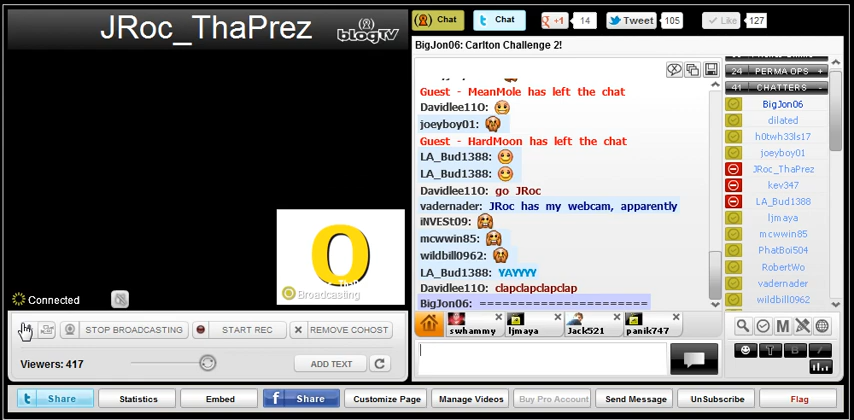 JRoc_ThaPrez
blogTV
Connected
O
Broadcasting
STOP BROADCASTING
START REC
REMOVE COHOST
Viewers: 417
ADD TEXT
Chat
Chat
+1
14
Tweet
105
Like
127
BigJon06: Carlton Challenge 2!
Guest - MeanMole has left the chat
Davidlee11O:
joeyboy01:
Guest - HardMoon has left the chat
LA_Bud1388:
LA_Bud1388:
Davidlee11O: go JRoc
vadernader: JRoc has my webcam, apparently
iNVESt09:
mcwwin85:
wildbill0962:
LA_Bud1388: YAYYYY
Davidlee11O: clapclapclapclap
BigJon06: =======================
swhammy
ljmaya
Jack521
panik747
24 PERMA OPS +
41 CHATTERS -
BigJon06
dilated
h0twh33ls17
joeyboy01
JRoc_ThaPrez
kev347
LA_Bud1388
ljmaya
mcwwin85
PhatBoi504
RobertWo
vadernader
wildbill0962
M
T
B
I
Share
Statistics
Embed
f Share
Customize Page
Manage Videos
Buy Pro Account
Send Message
UnSubscribe
Flag